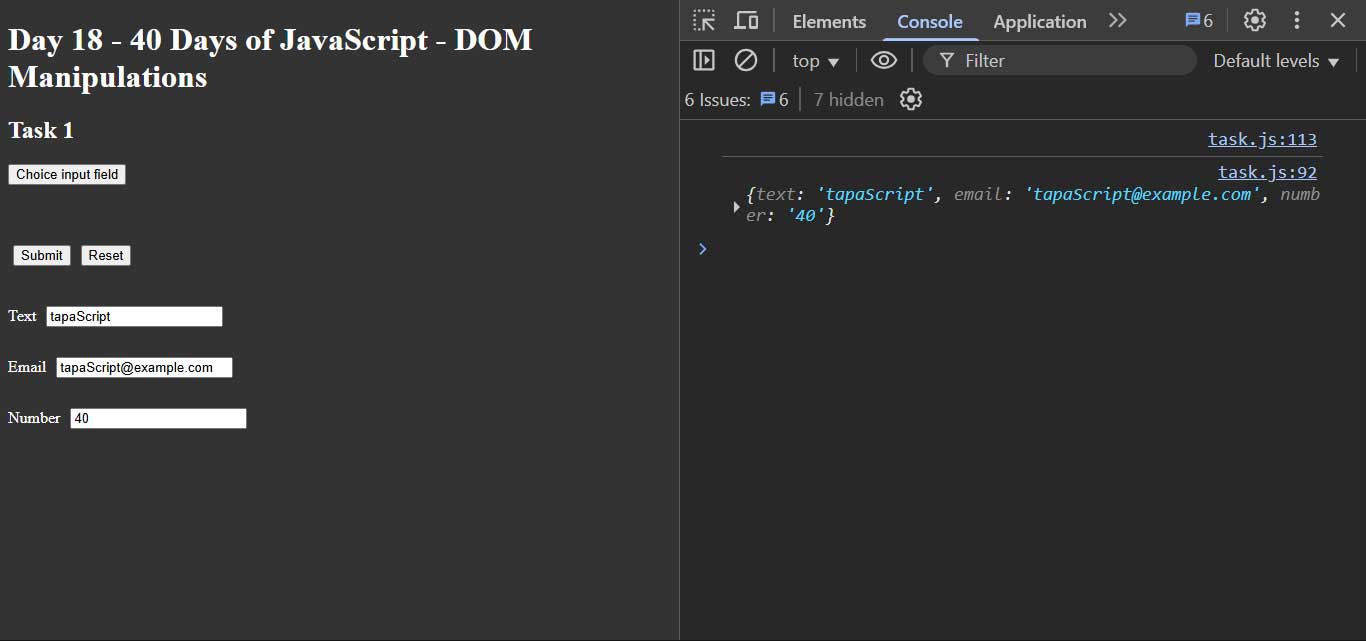 Day 18 - 40 Days of JavaScript - DOM
Manipulations
Task 1
Choice input field
Submit Reset
Text tapaScript
Email tapaScript@example.com
Number 40
Elements Console Application 6
top Filter Default levels
6 Issues: 6 7 hidden
task.js:113
task.js:92
{text: 'tapaScript', email: 'tapaScript@example.com', numb
er: '40'}